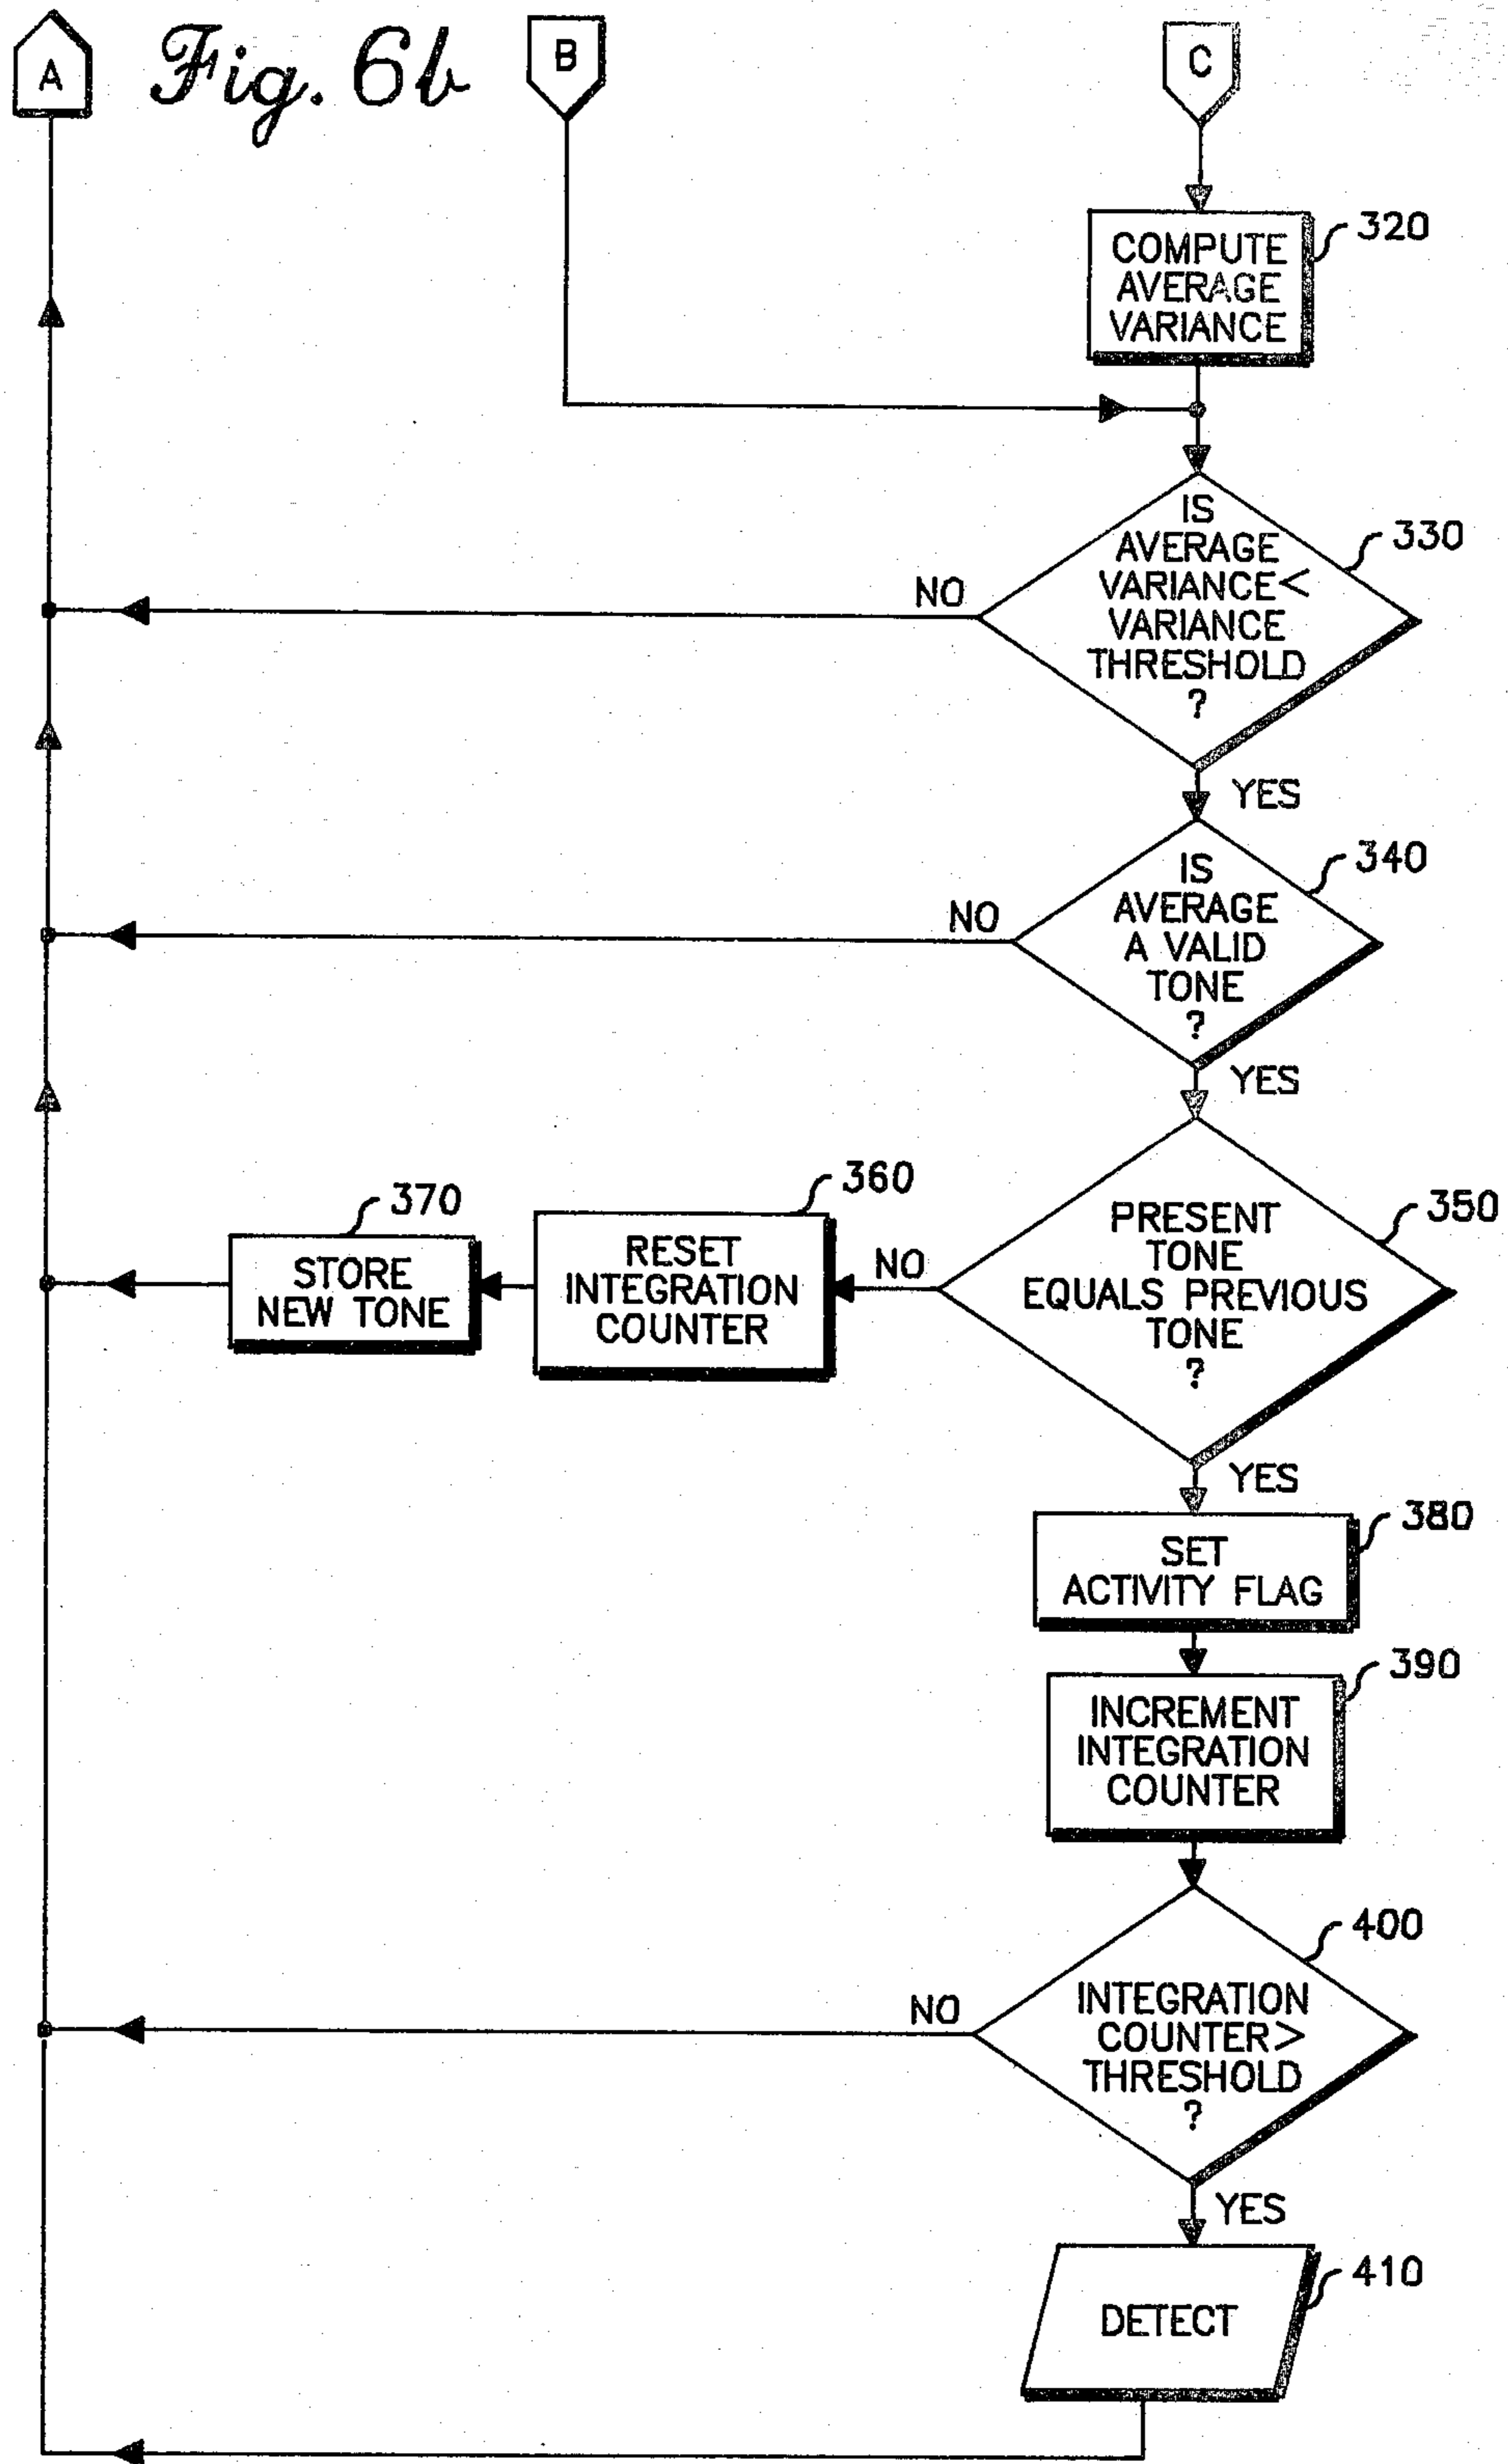 A
Fig. 6b
B
C
320
COMPUTE
AVERAGE
VARIANCE
330
IS
AVERAGE
VARIANCE<
VARIANCE
THRESHOLD
?
NO
YES
340
IS
AVERAGE
A VALID
TONE
?
NO
YES
350
PRESENT
TONE
EQUALS PREVIOUS
TONE
?
NO
360
RESET
INTEGRATION
COUNTER
370
STORE
NEW TONE
YES
380
SET
ACTIVITY FLAG
390
INCREMENT
INTEGRATION
COUNTER
400
INTEGRATION
COUNTER>
THRESHOLD
?
NO
YES
410
DETECT